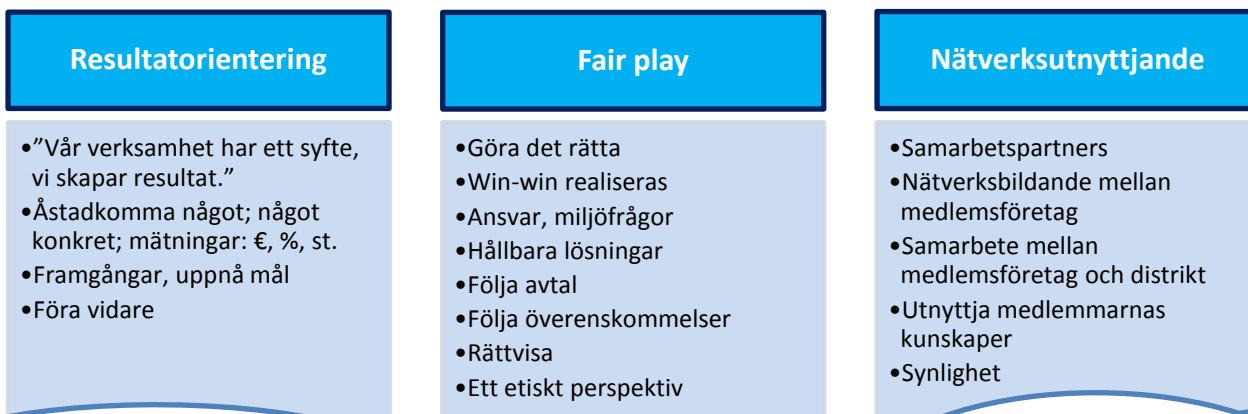 Resultatorientering
•”Vår verksamhet har ett syfte,
vi skapar resultat.”
•Åstadkomma något; något
konkret; mätningar: €, %, st.
•Framgångar, uppnå mål
•Föra vidare
Fair play
•Göra det rätta
•Win-win realiseras
•Ansvar, miljöfrågor
•Hållbara lösningar
•Följa avtal
•Följa överenskommelser
•Rättvisa
•Ett etiskt perspektiv
Nätverksutnyttjande
•Samarbetspartners
•Nätverksbildande mellan
medlemsföretag
•Samarbete mellan
medlemsföretag och distrikt
•Utnyttja medlemmarnas
kunskaper
•Synlighet